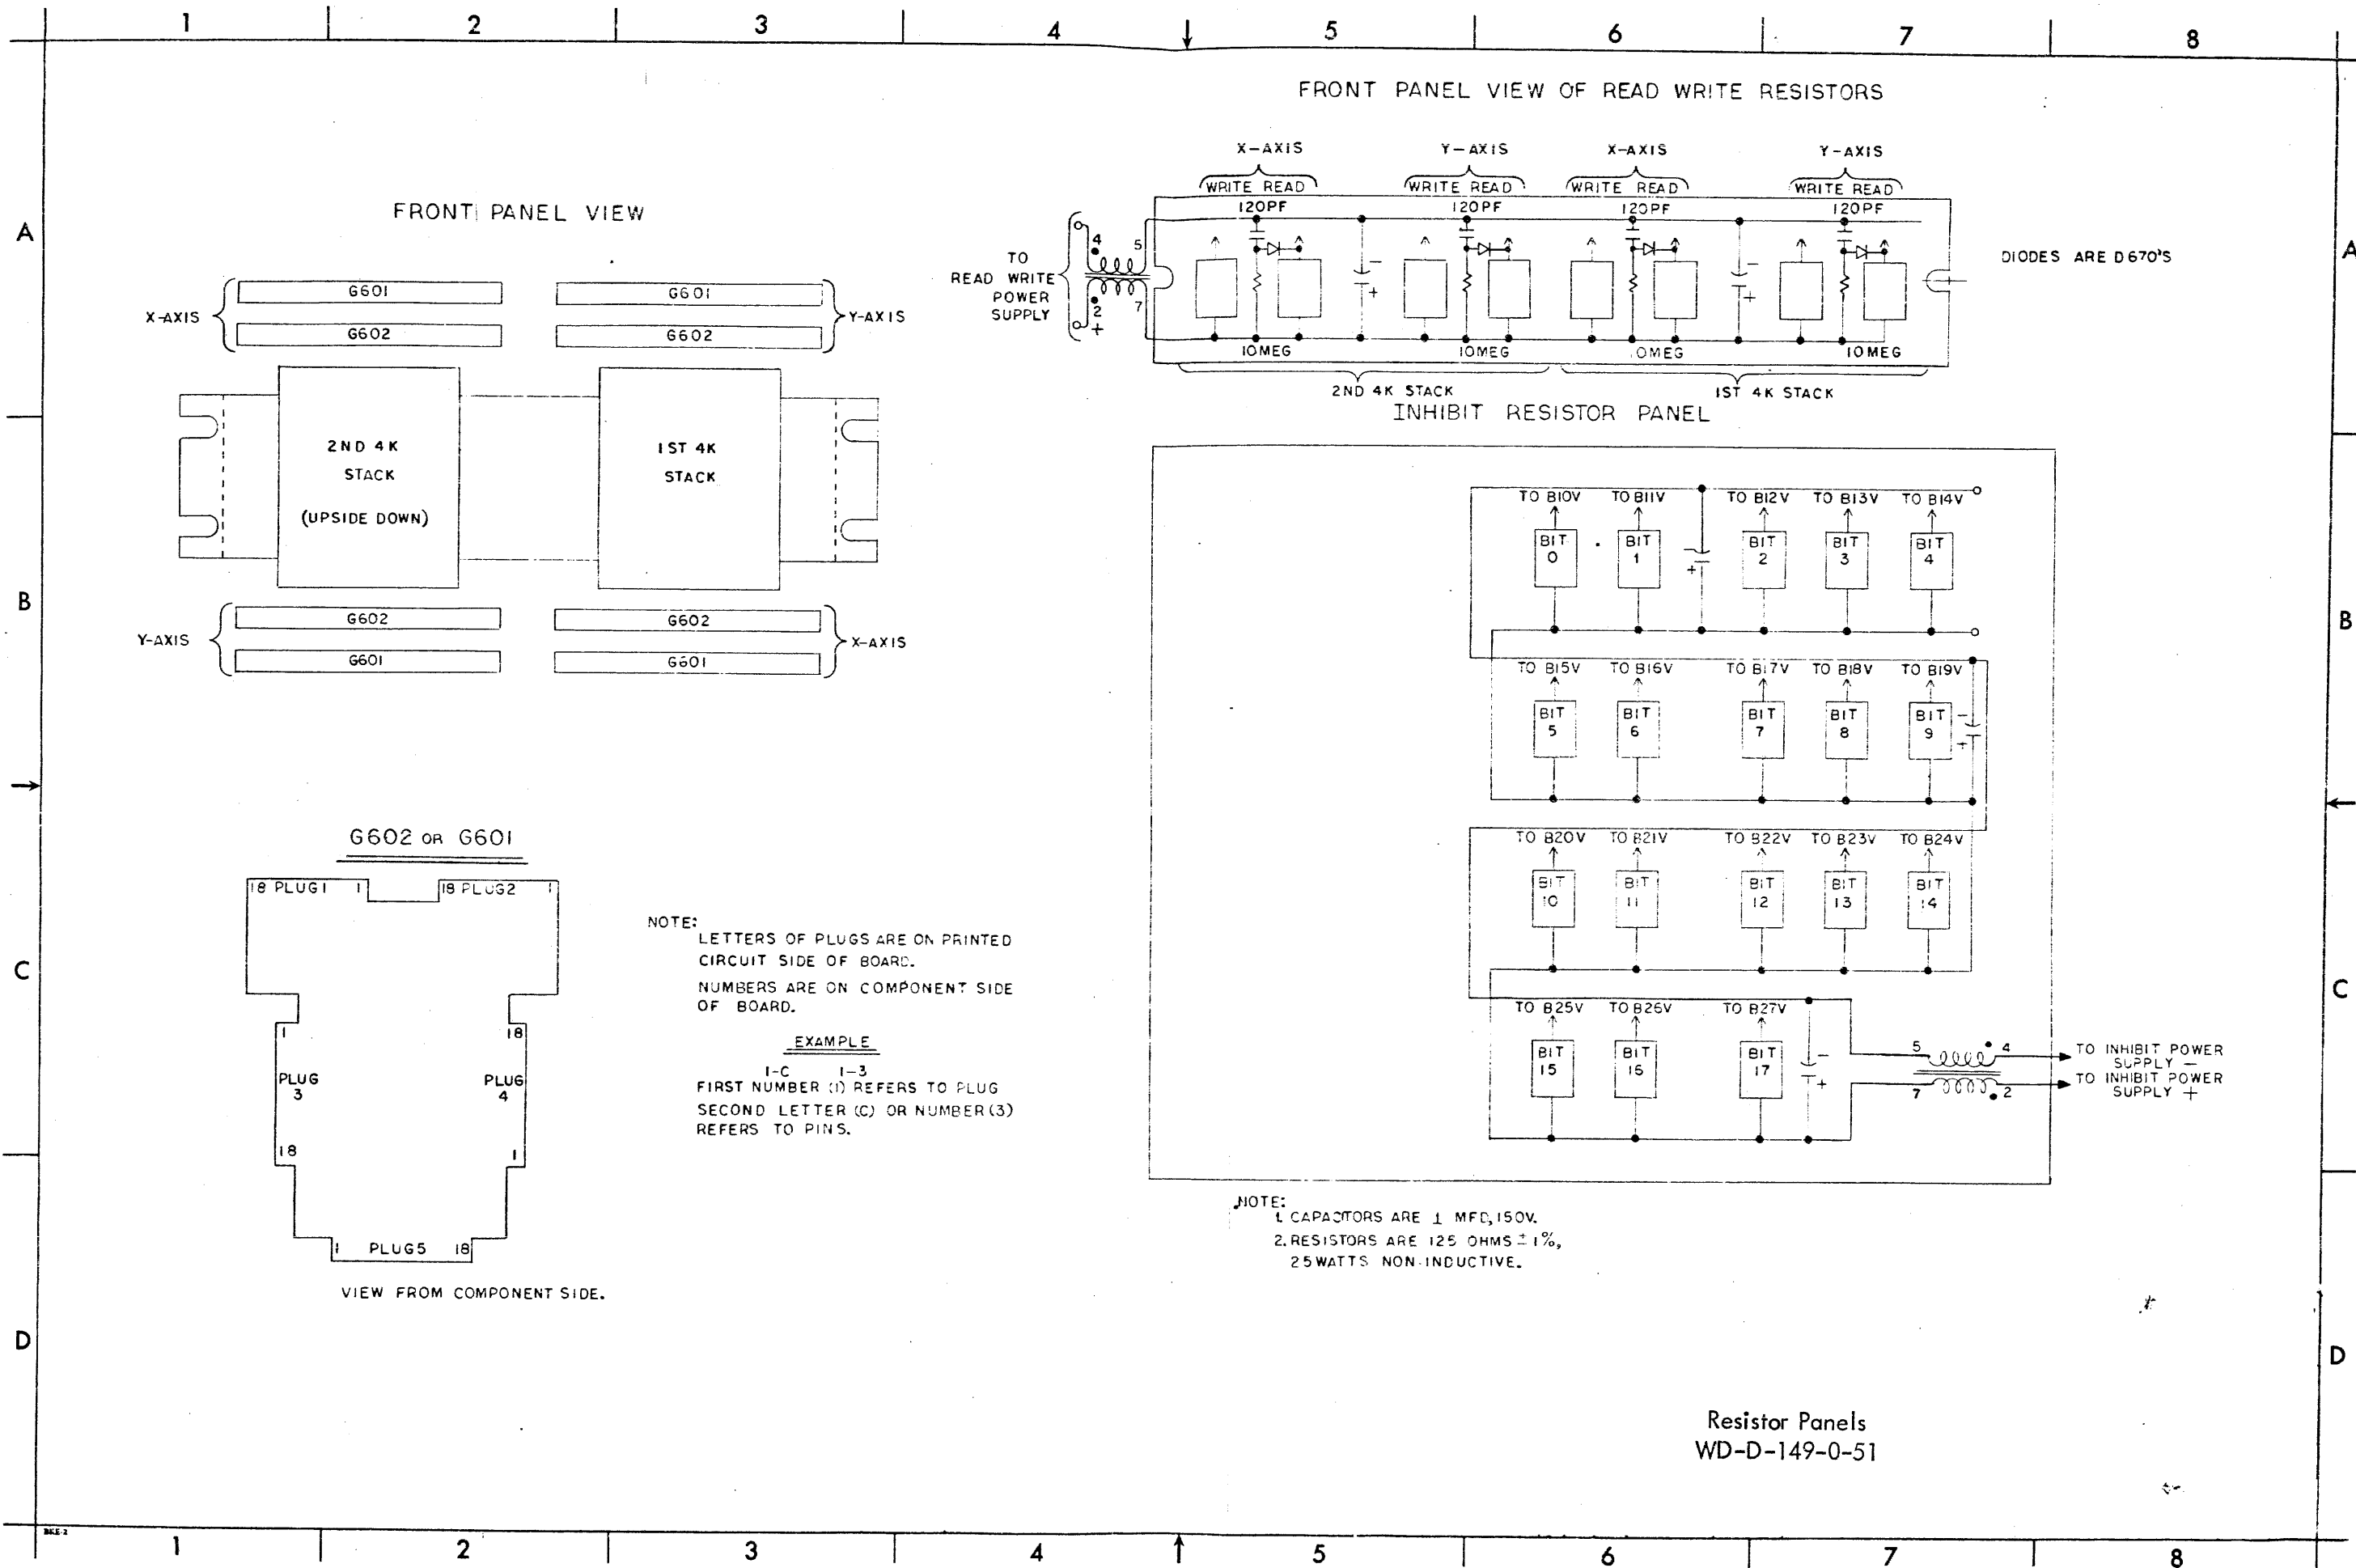 1 2 3 4 5 6 7 8
FRONT PANEL VIEW OF READ WRITE RESISTORS
X-AXIS Y-AXIS X-AXIS Y-AXIS
WRITE READ WRITE READ WRITE READ WRITE READ
120PF 120PF 120PF 120PF
A
FRONT PANEL VIEW
A
4 5
TO
READ WRITE
POWER
SUPPLY
2 7
+
- +
- +
DIODES ARE D670'S
10MEG 10MEG 10MEG 10MEG
2ND 4K STACK 1ST 4K STACK
G601 G601
X-AXIS Y-AXIS
G602 G602
2ND 4K
STACK
(UPSIDE DOWN)
1ST 4K
STACK
B
G602 G602
Y-AXIS X-AXIS
G601 G601
INHIBIT RESISTOR PANEL
TO B10V TO B11V TO B12V TO B13V TO B14V
BIT BIT BIT BIT BIT
0 1 - + 2 3 4
B
TO B15V TO B16V TO B17V TO B18V TO B19V
BIT BIT BIT BIT BIT
5 6 7 8 9 - +
TO B20V TO B21V TO B22V TO B23V TO B24V
BIT BIT BIT BIT BIT
10 11 12 13 14
TO B25V TO B26V TO B27V
BIT BIT BIT
15 16 17 - +
5 4
TO INHIBIT POWER
SUPPLY -
TO INHIBIT POWER
SUPPLY +
7 2
C
G602 OR G601
18 PLUG1 1 18 PLUG2 1
1 18
PLUG
3
PLUG
4
18 1
1 PLUG5 18
VIEW FROM COMPONENT SIDE.
NOTE:
LETTERS OF PLUGS ARE ON PRINTED
CIRCUIT SIDE OF BOARD.
NUMBERS ARE ON COMPONENT SIDE
OF BOARD.
EXAMPLE
1-C 1-3
FIRST NUMBER (1) REFERS TO PLUG
SECOND LETTER (C) OR NUMBER (3)
REFERS TO PINS.
C
NOTE:
1. CAPACITORS ARE 1 MFD, 150V.
2. RESISTORS ARE 125 OHMS ± 1%,
25 WATTS NON-INDUCTIVE.
D
D
Resistor Panels
WD-D-149-0-51
BKE-2
1 2 3 4 5 6 7 8